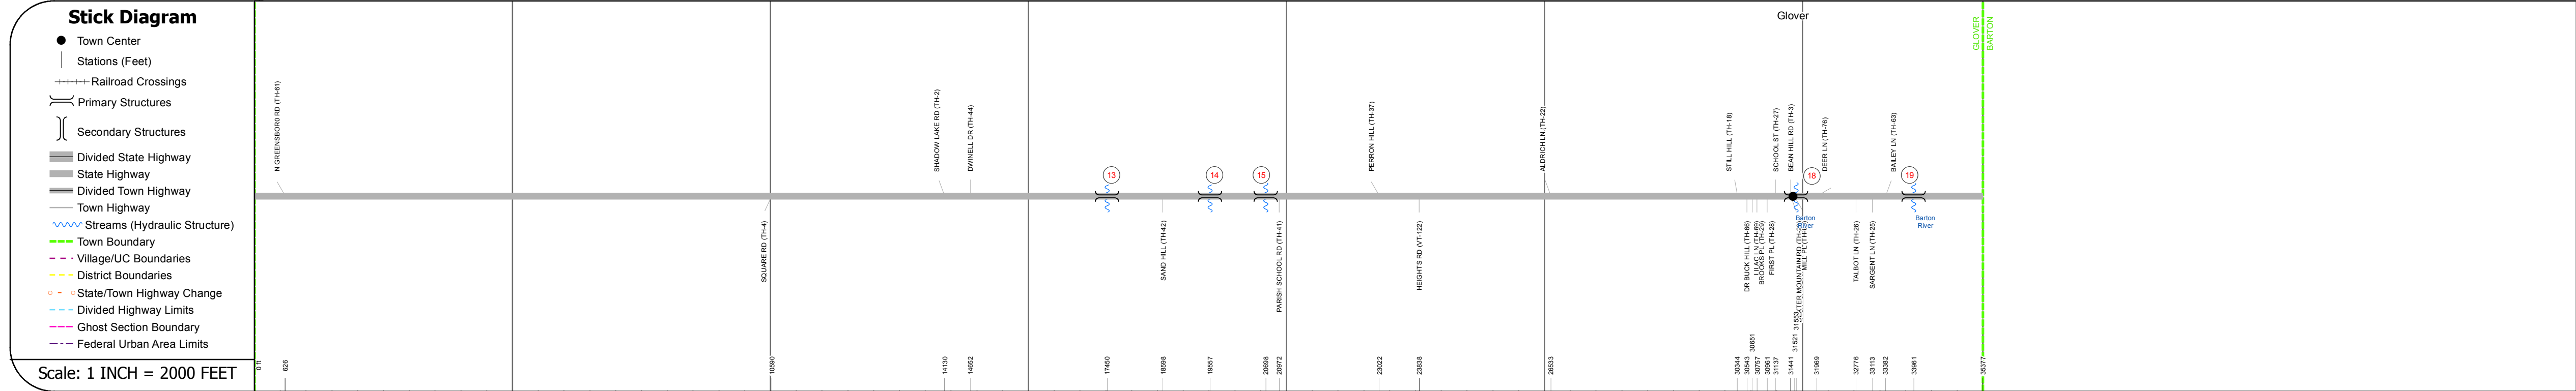 Stick Diagram
Town Center
Stations (Feet)
Railroad Crossings
Primary Structures
Secondary Structures
Divided State Highway
State Highway
Divided Town Highway
Town Highway
Streams (Hydraulic Structure)
Town Boundary
Village/UC Boundaries
District Boundaries
State/Town Highway Change
Divided Highway Limits
Ghost Section Boundary
Federal Urban Area Limits
Scale: 1 INCH = 2000 FEET
Glover
GLOVER
BARTON
N GREENSBORO RD (TH-61)
SHADOW LAKE RD (TH-2)
DWINELL DR (TH-44)
PERRON HILL (TH-37)
ALDRICH LN (TH-22)
STILL HILL (TH-18)
SCHOOL ST (TH-27)
BEAN HILL RD (TH-3)
DEER LN (TH-76)
BAILEY LN (TH-63)
13
14
15
18
19
Barton
River
Barton
River
SQUARE RD (TH-4)
SAND HILL (TH-42)
PARISH SCHOOL RD (TH-41)
HEIGHTS RD (VT-122)
DR BUCK HILL (TH-66)
LILAC LN (TH-69)
BROOKS PL (TH-29)
FIRST PL (TH-28)
MOUNTAIN RD
MILL PL
TALBOT LN (TH-26)
SARGENT LN (TH-25)
0 ft
626
10590
14130
14652
17450
18598
19557
20698
20972
23022
23838
26533
30344
30543
30651
30757
30961
31137
31441
31521
31553
31969
32776
33113
33382
33961
35377